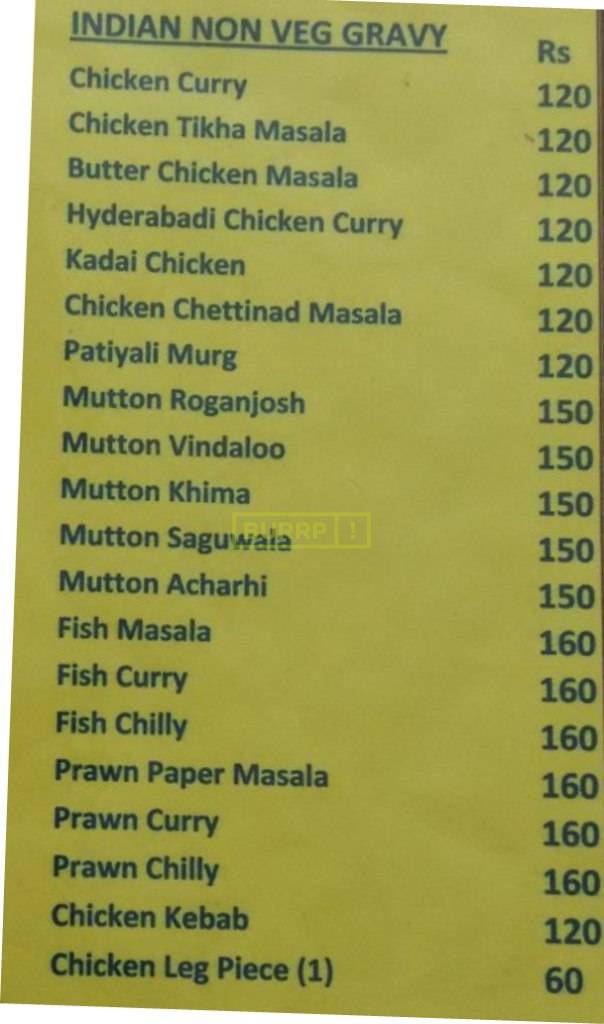 INDIAN NON VEG GRAVY Rs
Chicken Curry 120
Chicken Tikha Masala 120
Butter Chicken Masala 120
Hyderabadi Chicken Curry 120
Kadai Chicken 120
Chicken Chettinad Masala 120
Patiyali Murg 120
Mutton Roganjosh 150
Mutton Vindaloo 150
Mutton Khima 150
BURRP !
Mutton Saguwala 150
Mutton Acharhi 150
Fish Masala 160
Fish Curry 160
Fish Chilly 160
Prawn Paper Masala 160
Prawn Curry 160
Prawn Chilly 160
Chicken Kebab 120
Chicken Leg Piece (1) 60